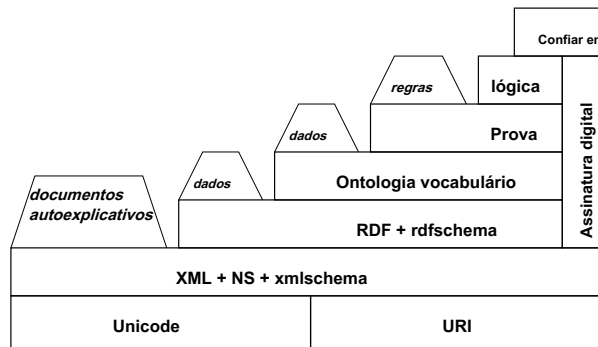 Confiar em
regras
lógica
dados
Prova
dados
Ontologia vocabulário
documentos
autoexplicativos
RDF + rdfschema
Assinatura digital
XML + NS + xmlschema
Unicode
URI